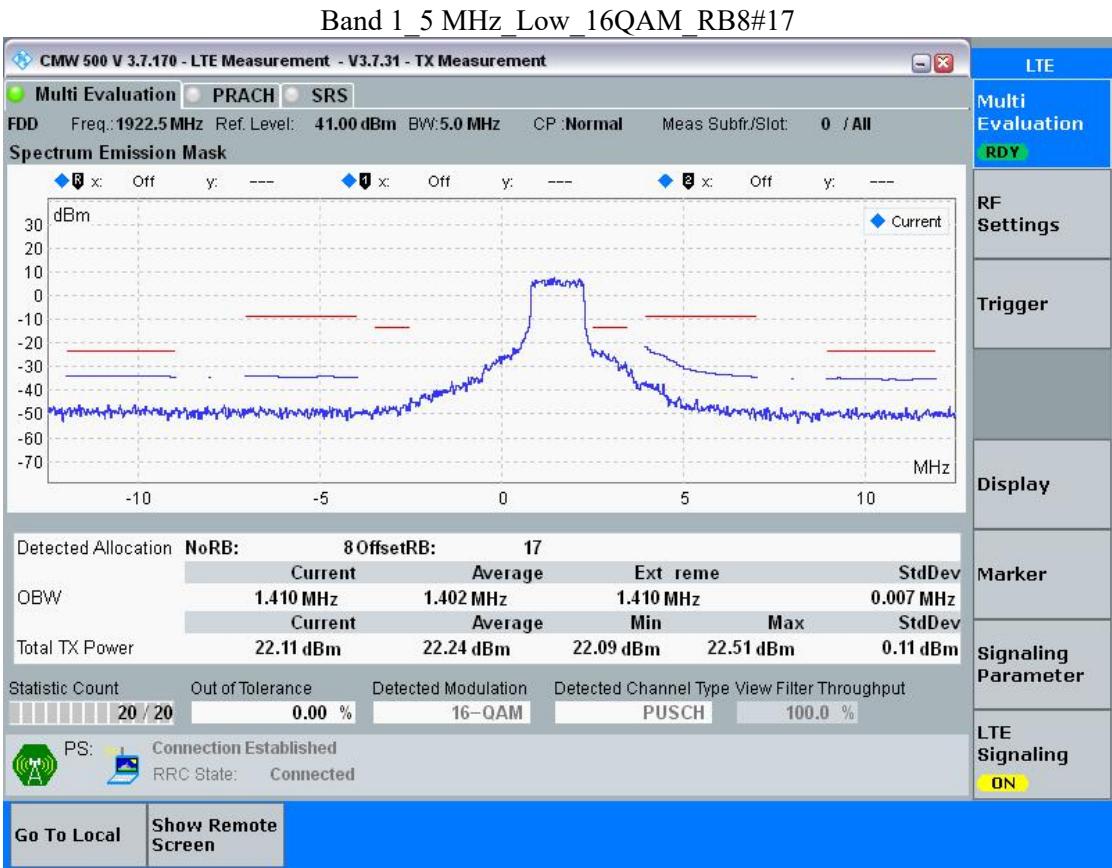 Band 1_5 MHz_Low_16QAM_RB8#17
CMW 500 V 3.7.170 - LTE Measurement - V3.7.31 - TX Measurement
LTE
Multi Evaluation PRACH SRS
Multi
Evaluation
RDY
FDD Freq.: 1922.5 MHz Ref. Level: 41.00 dBm BW: 5.0 MHz CP : Normal Meas Subfr./Slot: 0 / All
Spectrum Emission Mask
R x: Off y: --- 1 x: Off y: --- 2 x: Off y: ---
dBm
Current
30
20
10
0
-10
-20
-30
-40
-50
-60
-70
MHz
-10 -5 0 5 10
RF
Settings
Trigger
Display
Marker
Signaling
Parameter
LTE
Signaling
ON
Detected Allocation NoRB: 8 OffsetRB: 17
Current Average Ext reme StdDev
OBW 1.410 MHz 1.402 MHz 1.410 MHz 0.007 MHz
Current Average Min Max StdDev
Total TX Power 22.11 dBm 22.24 dBm 22.09 dBm 22.51 dBm 0.11 dBm
Statistic Count Out of Tolerance Detected Modulation Detected Channel Type View Filter Throughput
20 / 20 0.00 % 16-QAM PUSCH 100.0 %
PS: Connection Established
RRC State: Connected
Go To Local
Show Remote
Screen